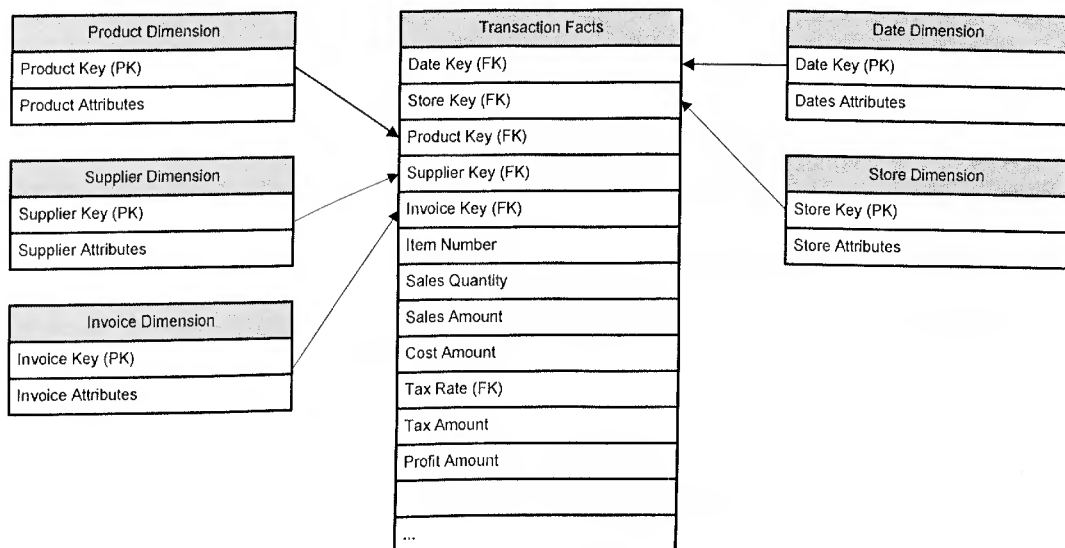 Product Dimension
Product Key (PK)
Product Attributes
Supplier Dimension
Supplier Key (PK)
Supplier Attributes
Invoice Dimension
Invoice Key (PK)
Invoice Attributes
Transaction Facts
Date Key (FK)
Store Key (FK)
Product Key (FK)
Supplier Key (FK)
Invoice Key (FK)
Item Number
Sales Quantity
Sales Amount
Cost Amount
Tax Rate (FK)
Tax Amount
Profit Amount
...
Date Dimension
Date Key (PK)
Dates Attributes
Store Dimension
Store Key (PK)
Store Attributes